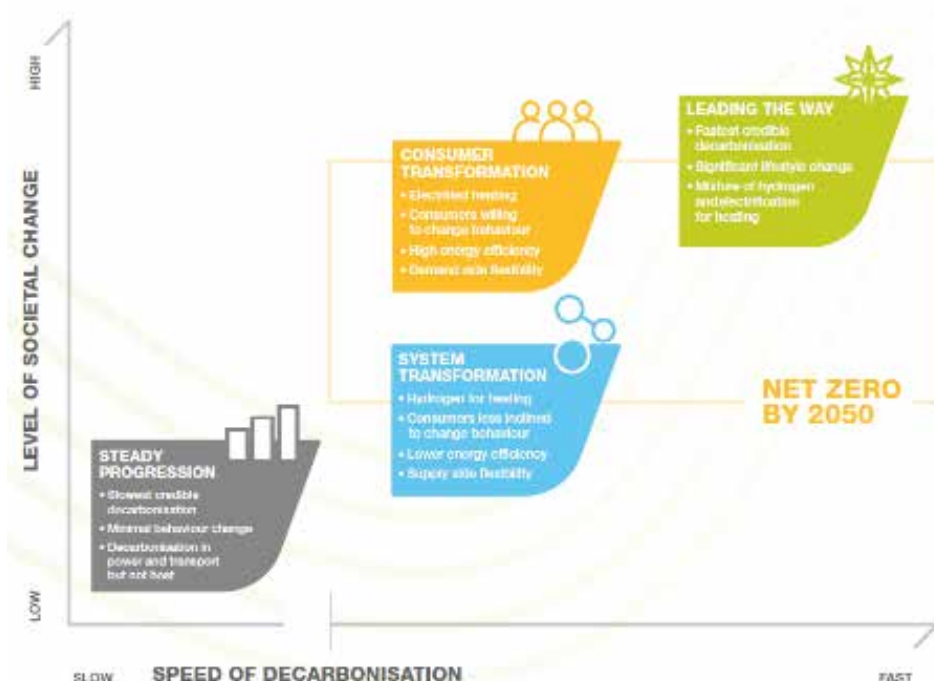 HIGH
LEVEL OF SOCIETAL CHANGE
LOW
LEADING THE WAY
• Fastest credible
decarbonisation
• Significant lifestyle change
• Mixture of hydrogen
andelectrification
for heating
CONSUMER
TRANSFORMATION
• Electrified heating
• Consumers willing
to change behaviour
• High energy efficiency
• Demand side flexibility
SYSTEM
TRANSFORMATION
• Hydrogen for heating
• Consumers less inclined
to change behaviour
• Lower energy efficiency
• Supply side flexibility
NET ZERO
BY 2050
STEADY
PROGRESSION
• Slowest credible
decarbonisation
• Minimal behaviour change
• Decarbonisation in
power and transport
but not heat
SLOW
SPEED OF DECARBONISATION
FAST